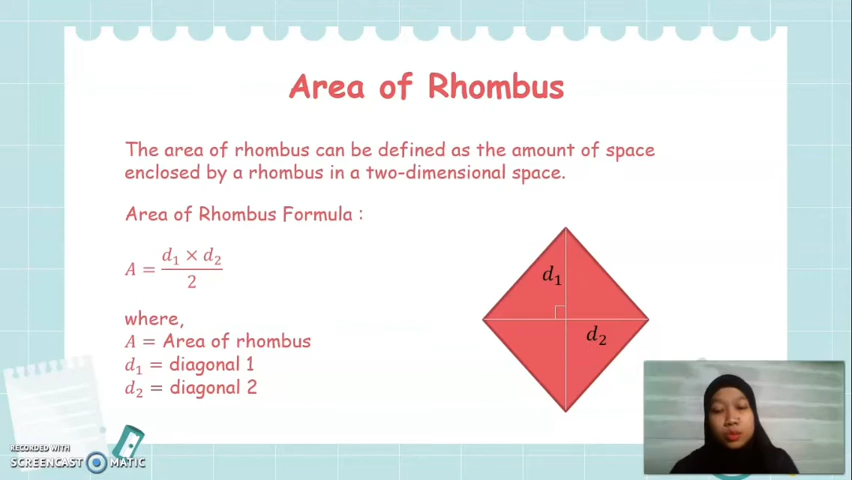 Area of Rhombus
The area of rhombus can be defined as the amount of space
enclosed by a rhombus in a two-dimensional space.
Area of Rhombus Formula :
A = d₁ × d₂ / 2
where,
A = Area of rhombus
d₁ = diagonal 1
d₂ = diagonal 2
d₁
d₂
RECORDED WITH
SCREENCAST MATIC